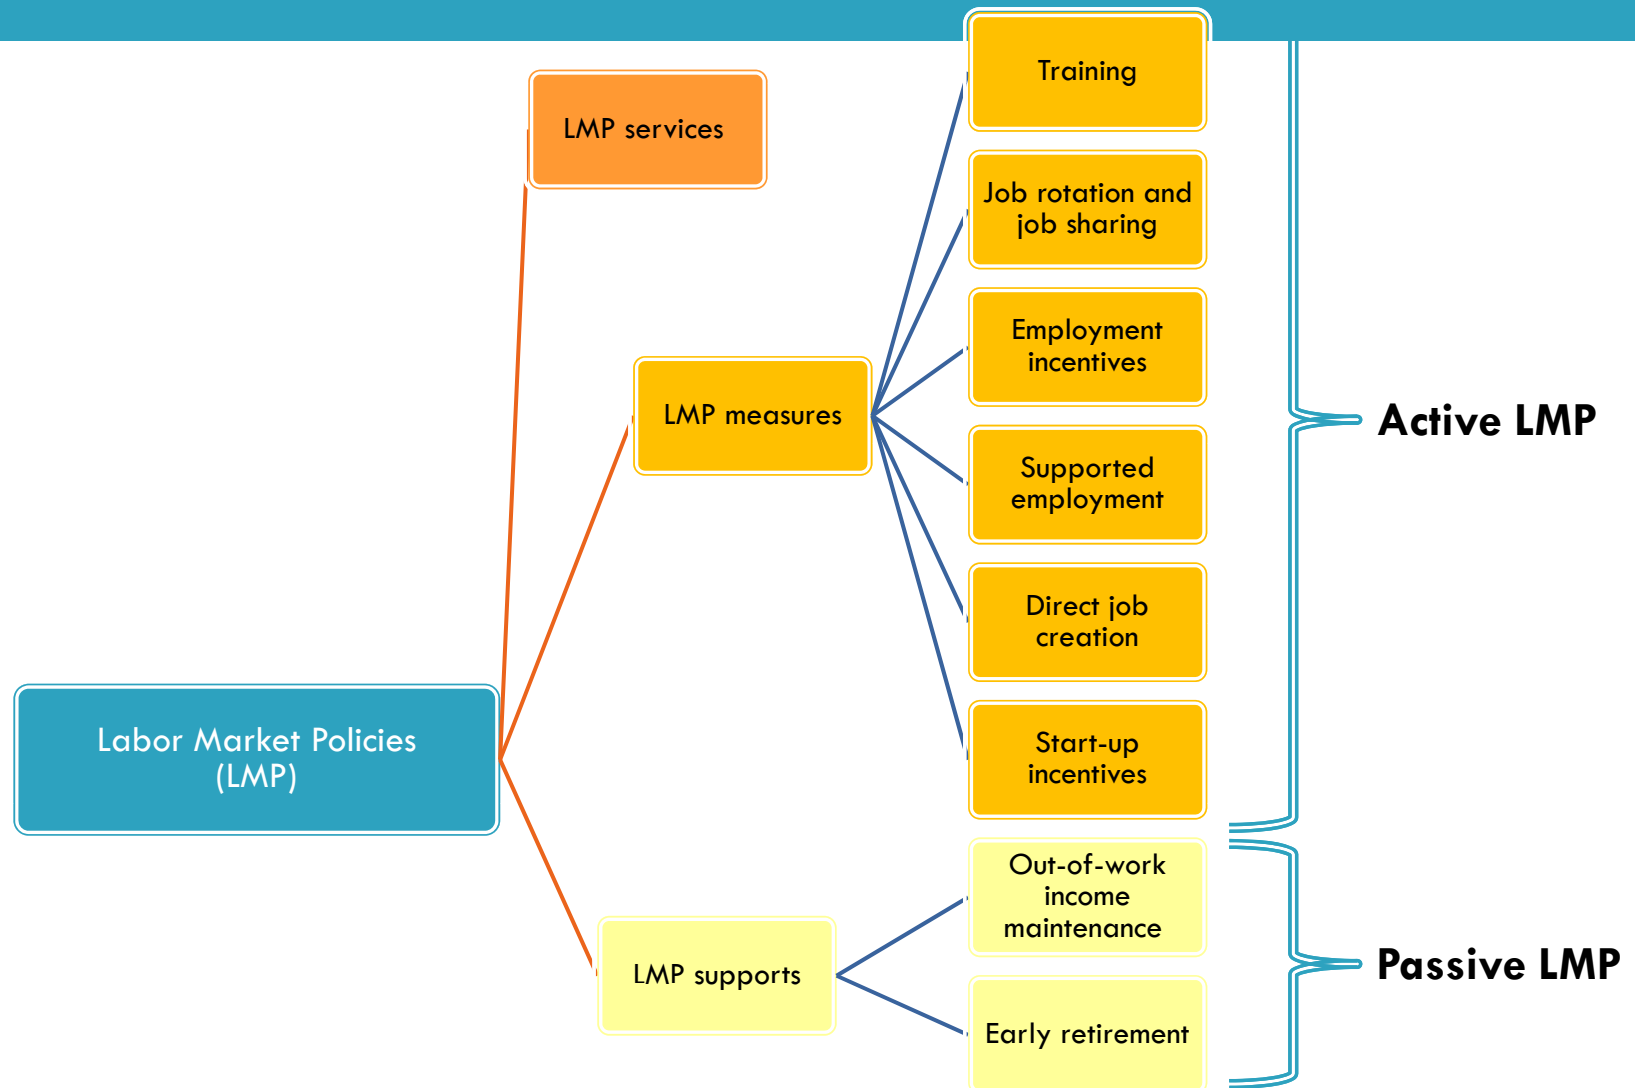 Training
LMP services
Job rotation and
job sharing
Employment
incentives
LMP measures
Active LMP
Supported
employment
Direct job
creation
Labor Market Policies
(LMP)
Start-up
incentives
Out-of-work
income
maintenance
LMP supports
Passive LMP
Early retirement